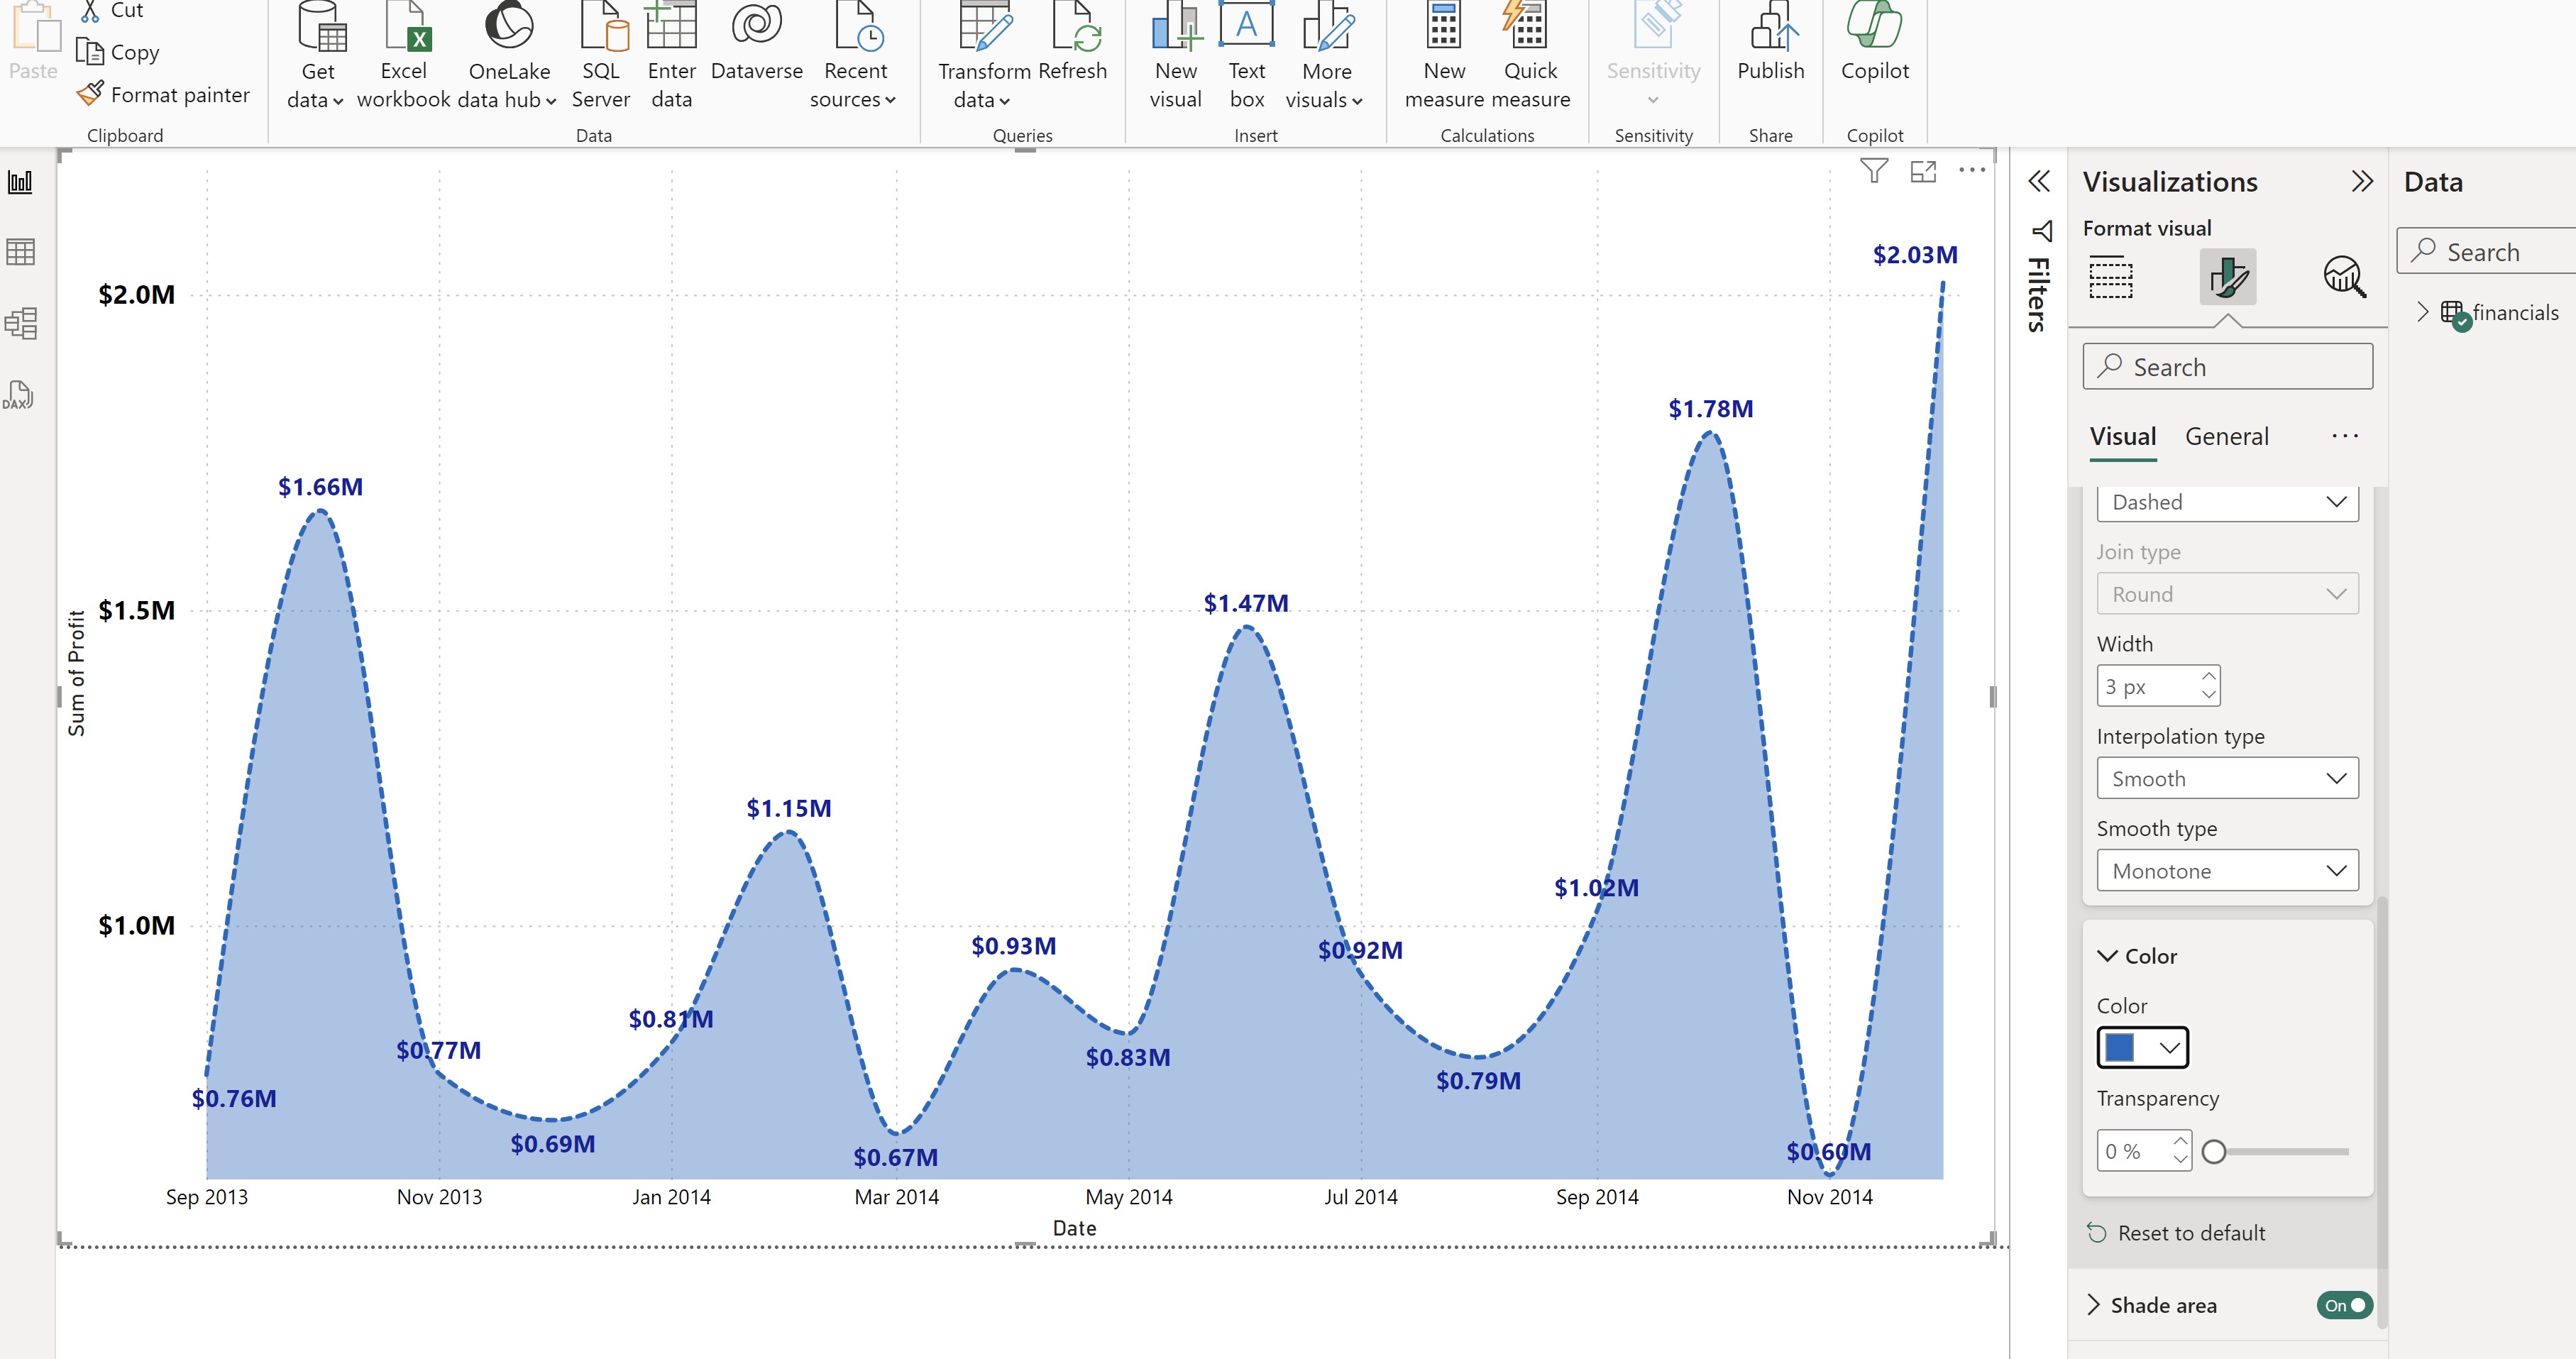 Cut
Copy
Format painter
Paste
Clipboard
Get data
Excel workbook
OneLake data hub
SQL Server
Enter data
Dataverse
Recent sources
Data
Transform data
Refresh
Queries
New visual
A
Text box
More visuals
Insert
New measure
Quick measure
Calculations
Sensitivity
Sensitivity
Publish
Share
Copilot
Copilot
X
DAX
Sum of Profit
$2.0M
$1.5M
$1.0M
$0.76M
$1.66M
$0.77M
$0.69M
$0.81M
$1.15M
$0.67M
$0.93M
$0.83M
$1.47M
$0.92M
$0.79M
$1.02M
$1.78M
$0.60M
$2.03M
Sep 2013
Nov 2013
Jan 2014
Mar 2014
May 2014
Jul 2014
Sep 2014
Nov 2014
Date
Filters
Visualizations
Format visual
Search
Visual
General
Dashed
Join type
Round
Width
3 px
Interpolation type
Smooth
Smooth type
Monotone
Color
Color
Transparency
0 %
Reset to default
Shade area
On
Data
Search
financials